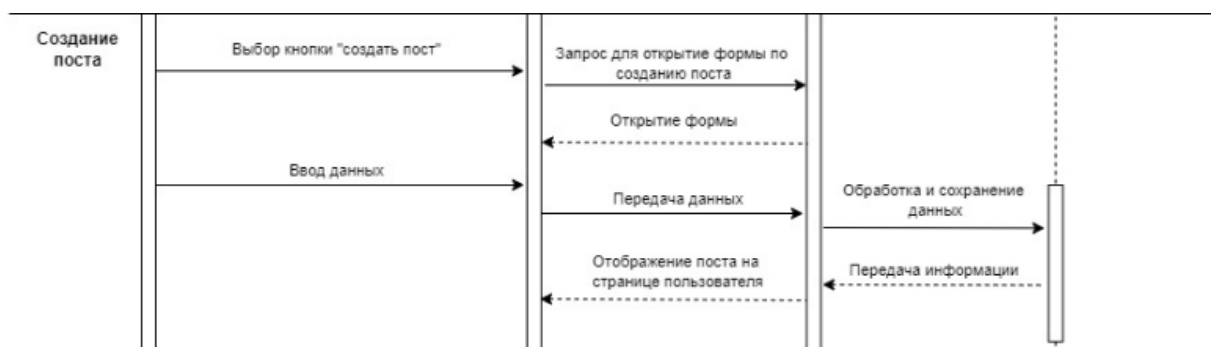 Создание
поста
Выбор кнопки "создать пост"
Запрос для открытие формы по
созданию поста
Открытие формы
Ввод данных
Передача данных
Обработка и сохранение
данных
Отображение поста на
странице пользователя
Передача информации